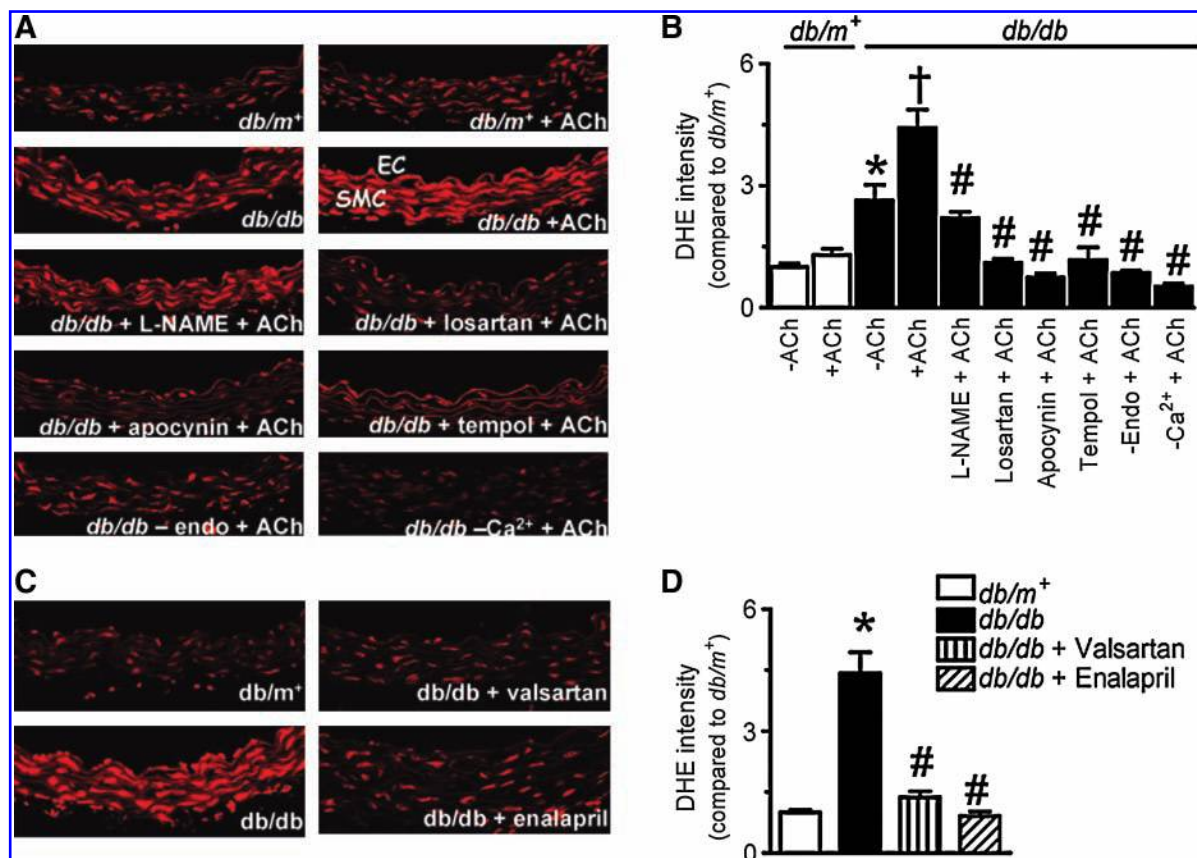 A
db/m+
db/m+ + ACh
db/db
EC
SMC
db/db +ACh
db/db + L-NAME + ACh
db/db + losartan + ACh
db/db + apocynin + ACh
db/db + tempol + ACh
db/db – endo + ACh
db/db –Ca2+ + ACh
B
db/m+
db/db
DHE intensity
(compared to db/m+)
6
3
0
*
†
#
#
#
#
#
#
-ACh
+ACh
-ACh
+ACh
L-NAME + ACh
Losartan + ACh
Apocynin + ACh
Tempol + ACh
-Endo + ACh
-Ca2+ + ACh
C
db/m+
db/db + valsartan
db/db
db/db + enalapril
D
DHE intensity
(compared to db/m+)
6
3
0
*
#
#
db/m+
db/db
db/db + Valsartan
db/db + Enalapril